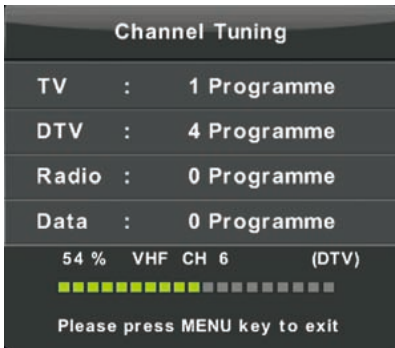 Channel Tuning
TV : 1 Programme
DTV : 4 Programme
Radio : 0 Programme
Data : 0 Programme
54 % VHF CH 6 (DTV)
Please press MENU key to exit